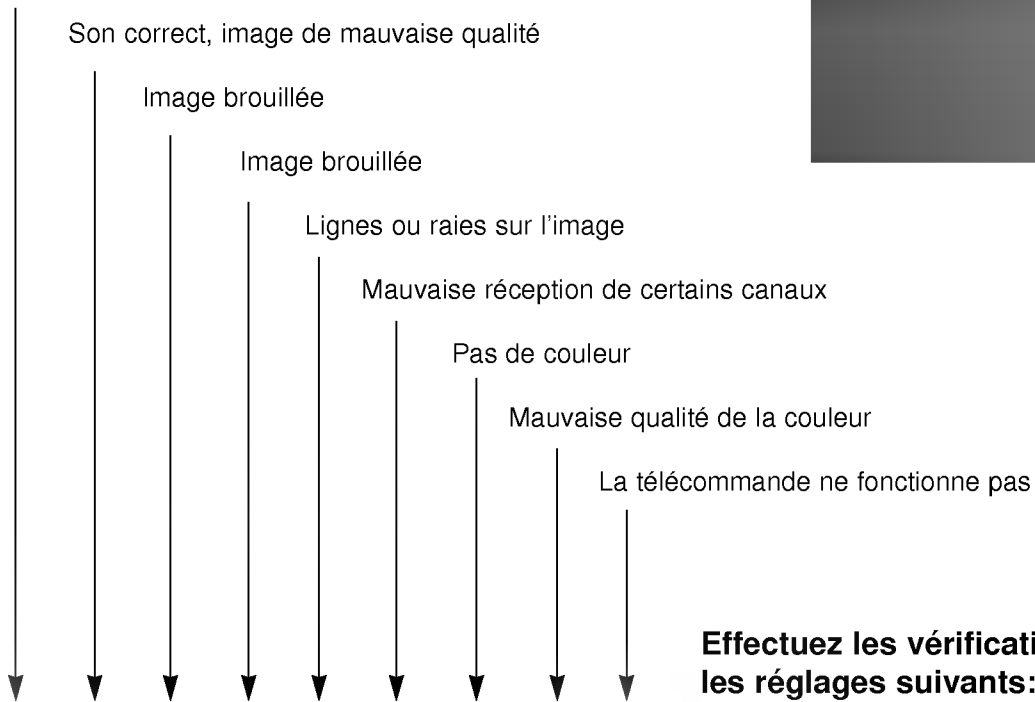 Son correct, image de mauvaise qualité
Image brouillée
Image brouillée
Lignes ou raies sur l'image
Mauvaise réception de certains canaux
Pas de couleur
Mauvaise qualité de la couleur
La télécommande ne fonctionne pas
Effectuez les vérificati
les réglages suivants: